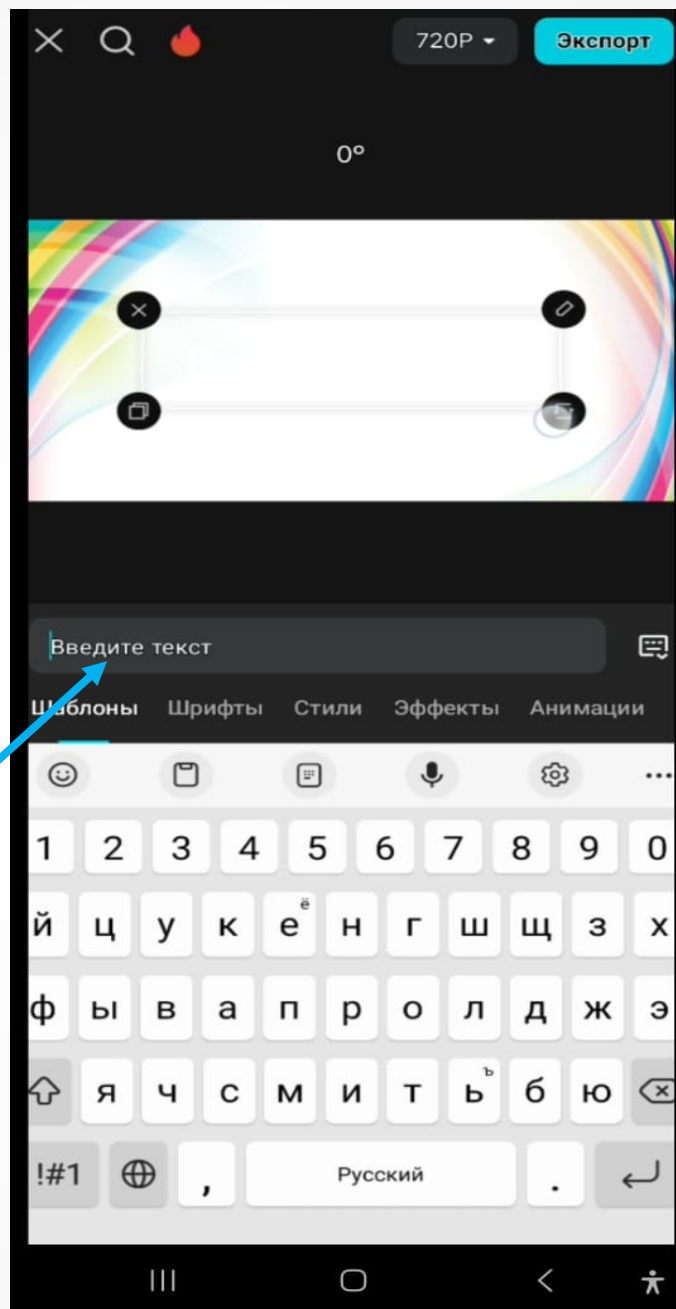 720P
Экспорт
0°
Введите текст
Шаблоны Шрифты Стили Эффекты Анимации
1 2 3 4 5 6 7 8 9 0
й ц у к е ё н г ш щ з х
ф ы в а п р о л д ж э
я ч с м и т ь ъ б ю
!#1 , Русский .